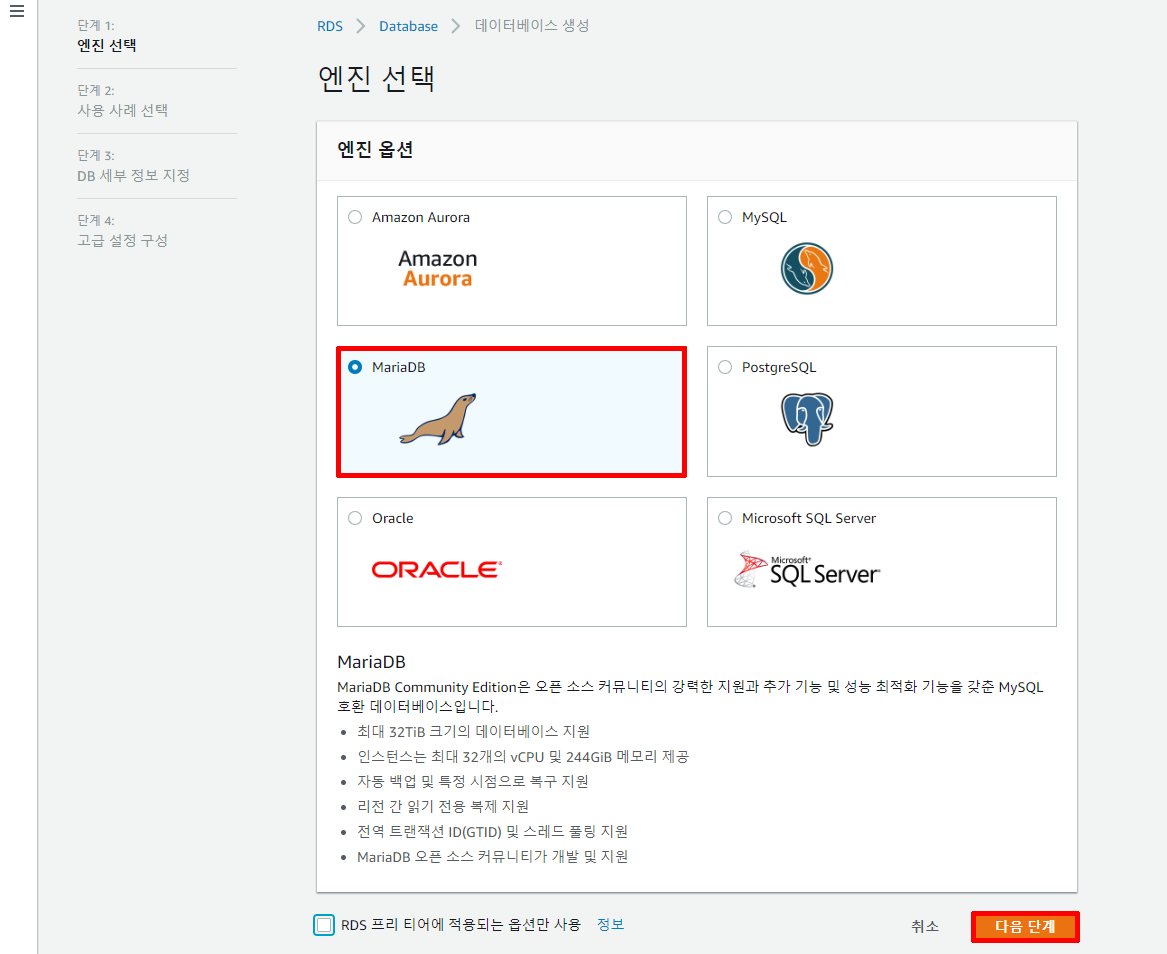 단계 1:
엔진 선택
단계 2:
사용 사례 선택
단계 3:
DB 세부 정보 지정
단계 4:
고급 설정 구성
RDS > Database > 데이터베이스 생성
엔진 선택
엔진 옵션
Amazon Aurora
Amazon
Aurora
MySQL
MariaDB
PostgreSQL
Oracle
ORACLE
Microsoft SQL Server
Microsoft
SQL Server
MariaDB
MariaDB Community Edition은 오픈 소스 커뮤니티의 강력한 지원과 추가 기능 및 성능 최적화 기능을 갖춘 MySQL
호환 데이터베이스입니다.
• 최대 32TiB 크기의 데이터베이스 지원
• 인스턴스는 최대 32개의 vCPU 및 244GiB 메모리 제공
• 자동 백업 및 특정 시점으로 복구 지원
• 리전 간 읽기 전용 복제 지원
• 전역 트랜잭션 ID(GTID) 및 스레드 풀링 지원
• MariaDB 오픈 소스 커뮤니티가 개발 및 지원
RDS 프리 티어에 적용되는 옵션만 사용 정보
취소
다음 단계